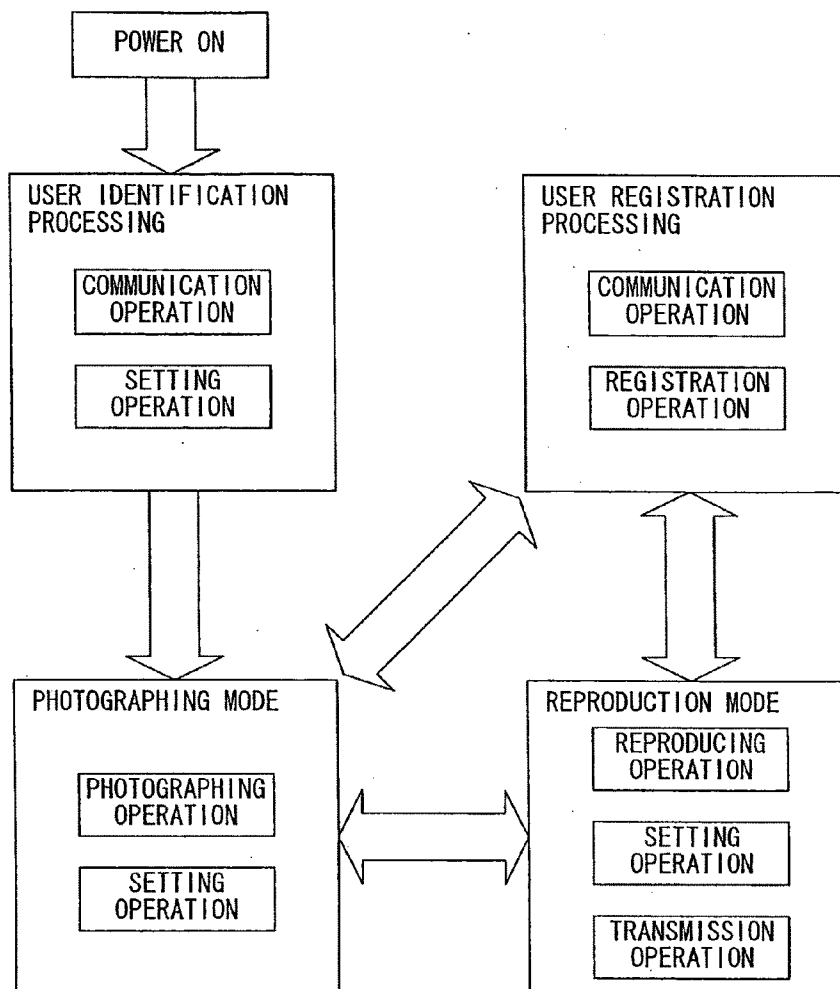 POWER ON
USER IDENTIFICATION
PROCESSING
COMMUNICATION
OPERATION
SETTING
OPERATION
USER REGISTRATION
PROCESSING
COMMUNICATION
OPERATION
REGISTRATION
OPERATION
PHOTOGRAPHING MODE
PHOTOGRAPHING
OPERATION
SETTING
OPERATION
REPRODUCTION MODE
REPRODUCING
OPERATION
SETTING
OPERATION
TRANSMISSION
OPERATION